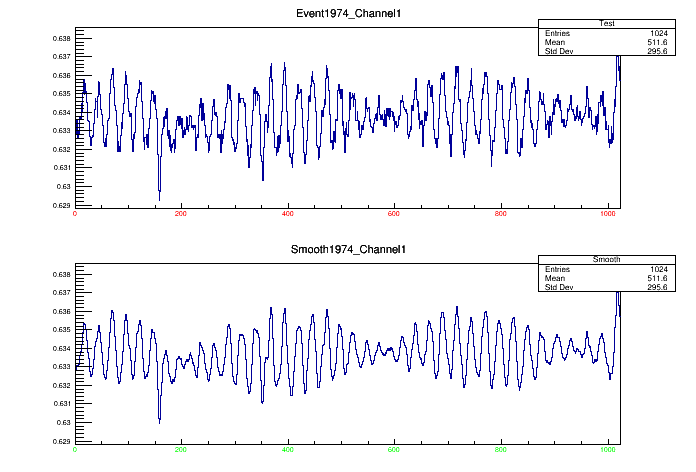 Event1974_Channel1
Test
Entries 1024
Mean 511.6
Std Dev 295.6
0.638
0.637
0.636
0.635
0.634
0.633
0.632
0.631
0.63
0.629
0 200 400 600 800 1000
Smooth1974_Channel1
Smooth
Entries 1024
Mean 511.6
Std Dev 295.6
0.638
0.637
0.636
0.635
0.634
0.633
0.632
0.631
0.63
0.629
0 200 400 600 800 1000